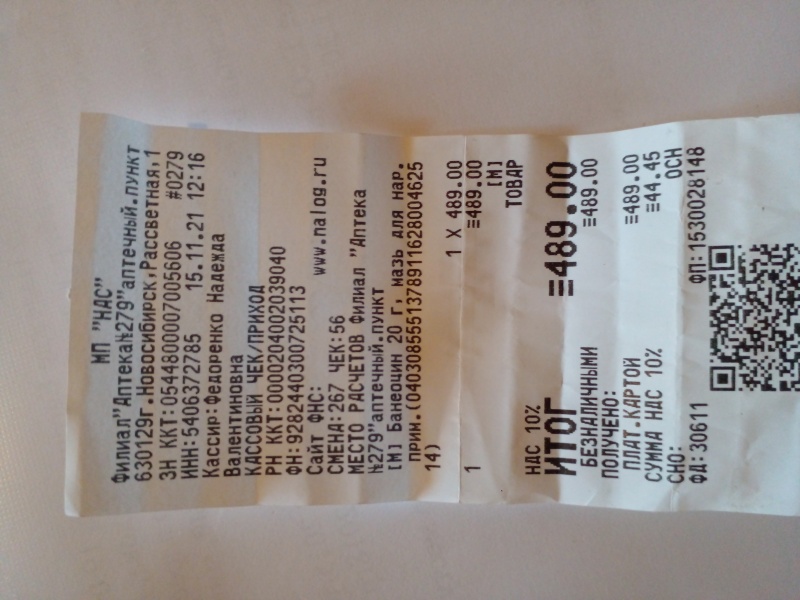 МП "НАС"
Филиал"Аптека№279"аптечный.пункт
630129г.Новосибирск,Рассветная,1
ЗН ККТ:0544800007005606 #0279
ИНН:5406372785 15.11.21 12:16
Кассир:Федоренко Надежда
Валентиновна
КАССОВЫЙ ЧЕК/ПРИХОД
РН ККТ:0000204002039040
ФН:9282440300725113
Сайт ФНС: www.nalog.ru
СМЕНА:267 ЧЕК:56
МЕСТО РАСЧЕТОВ Филиал "Аптека
№279"аптечный.пункт
[М] Банеоцин 20 г, мазь для нар.
прим.(0403085551378911628004625
14)
1 1 X 489.00
≡489.00
[М]
ТОВАР
НДС 10%
ИТОГ ≡489.00
БЕЗНАЛИЧНЫМИ ≡489.00
ПОЛУЧЕНО:
ПЛАТ.КАРТОЙ ≡489.00
СУММА НДС 10% ≡44.45
СНО: ОСН
ФД:30611 ФП:1530028148